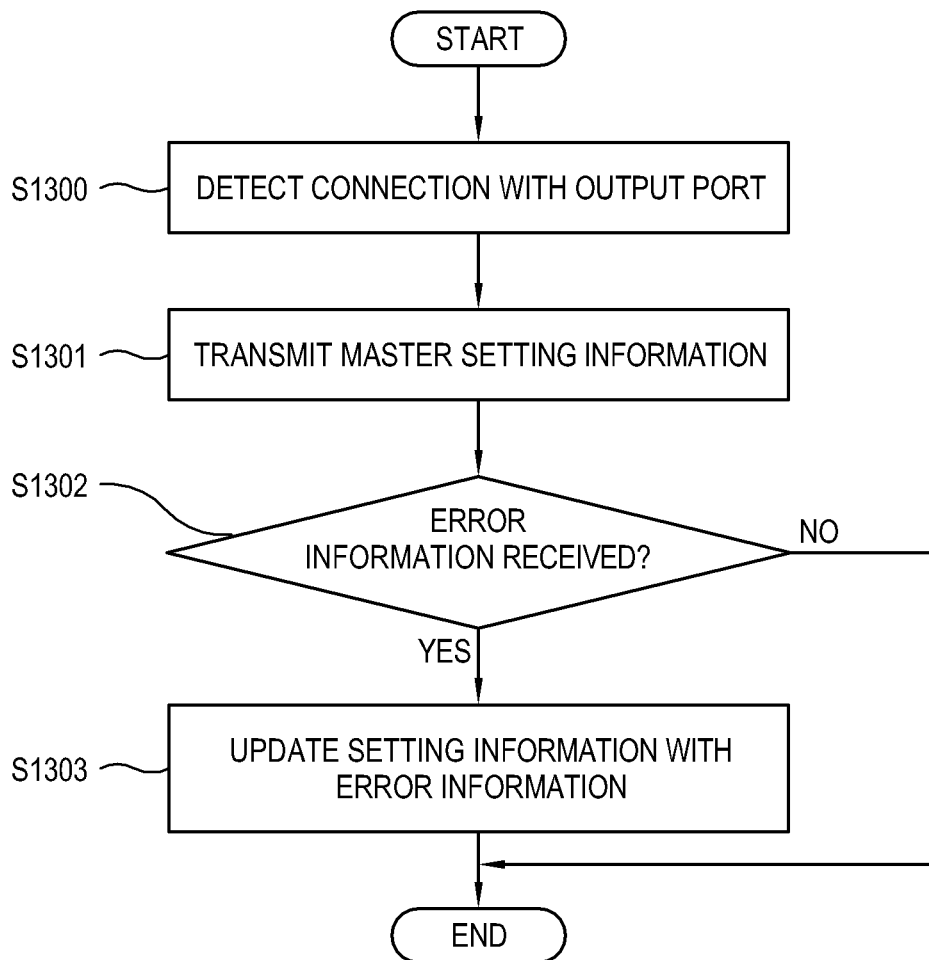 START
S1300
DETECT CONNECTION WITH OUTPUT PORT
S1301
TRANSMIT MASTER SETTING INFORMATION
S1302
ERROR
INFORMATION RECEIVED?
NO
YES
S1303
UPDATE SETTING INFORMATION WITH
ERROR INFORMATION
END